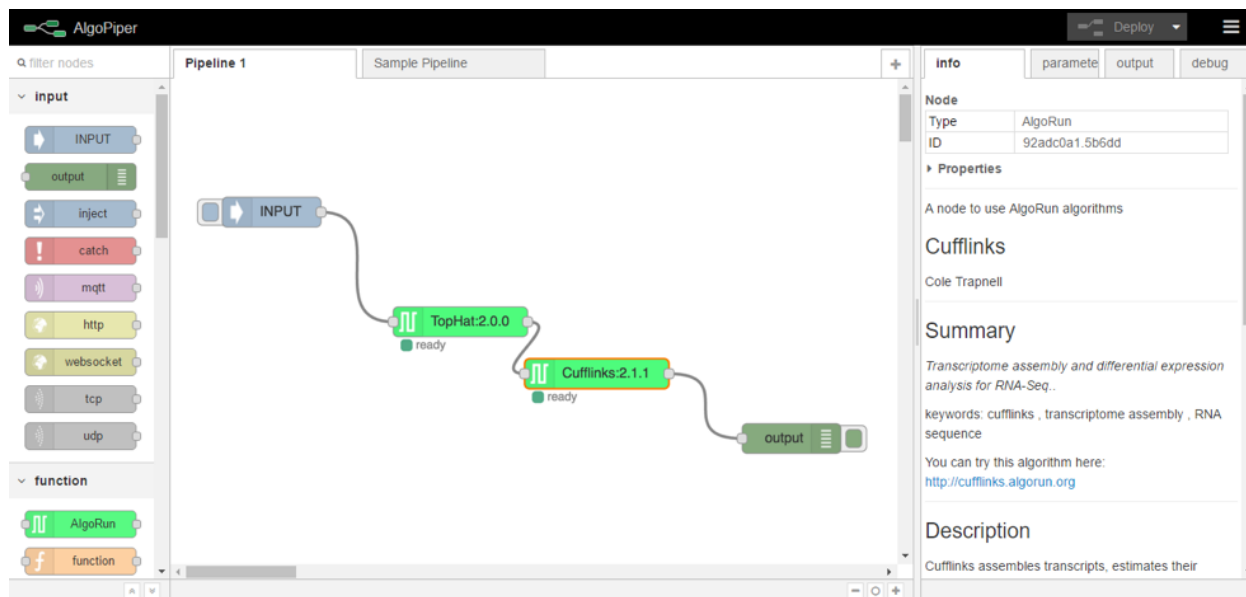 AlgoPiper
Deploy
filter nodes
Pipeline 1
Sample Pipeline
info
paramete
output
debug
input
INPUT
output
inject
catch
mqtt
http
websocket
tcp
udp
function
AlgoRun
function
INPUT
TopHat:2.0.0
ready
Cufflinks:2.1.1
ready
output
Node
Type AlgoRun
ID 92adc0a1.5b6dd
Properties
A node to use AlgoRun algorithms
Cufflinks
Cole Trapnell
Summary
Transcriptome assembly and differential expression
analysis for RNA-Seq..
keywords: cufflinks , transcriptome assembly , RNA
sequence
You can try this algorithm here:
http://cufflinks.algorun.org
Description
Cufflinks assembles transcripts, estimates their